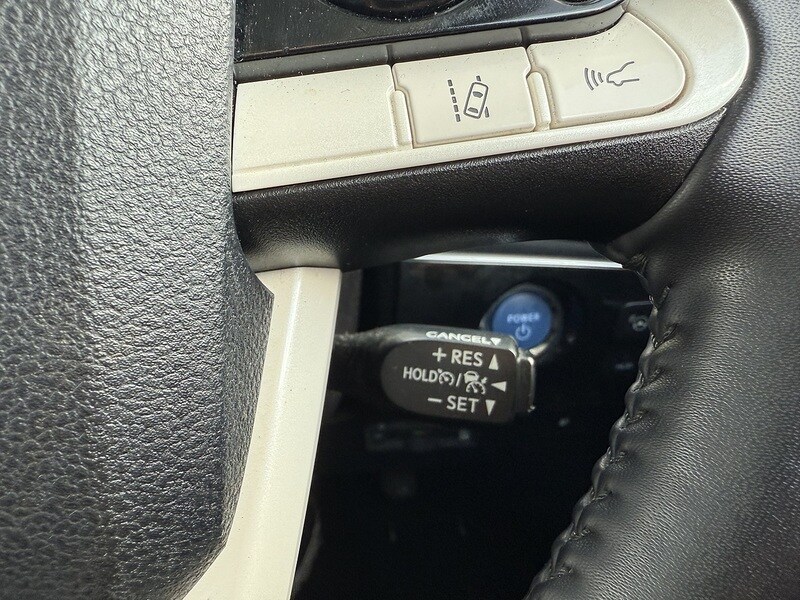 POWER
CANCEL▼
+ RES ▲
HOLD / ◀
− SET ▼